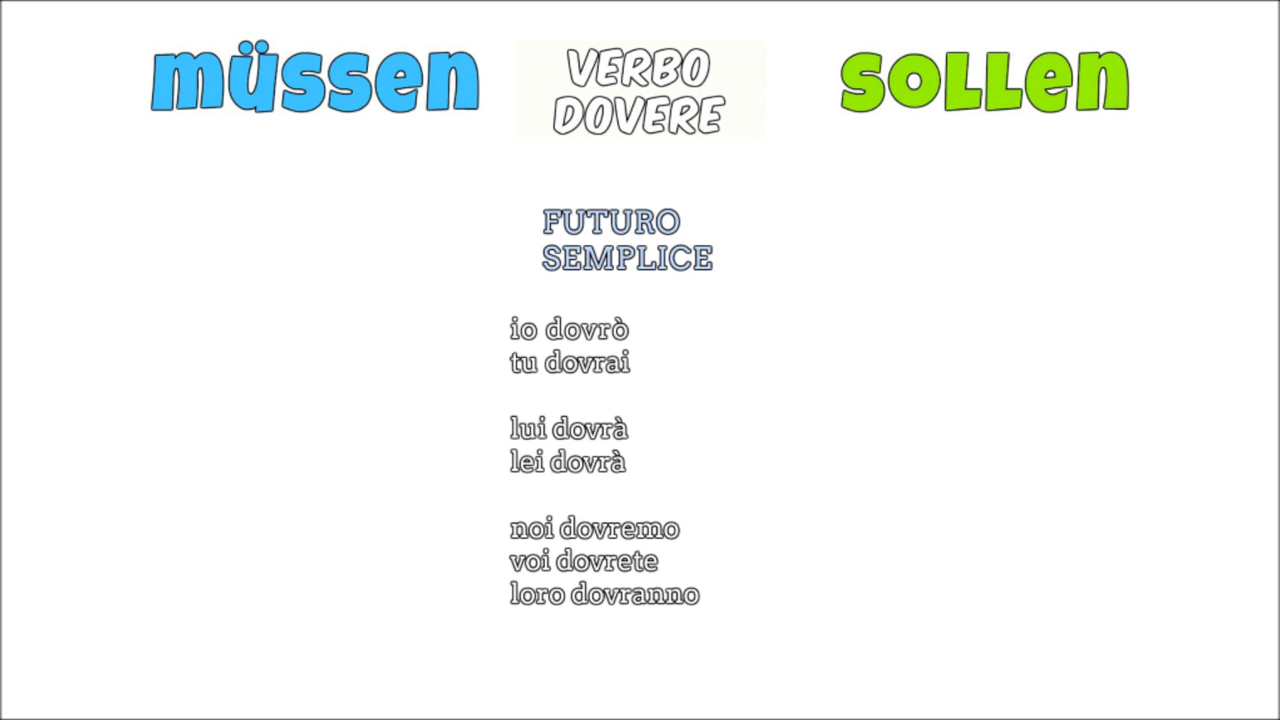 müssen
VERBO
DOVERE
sollen
FUTURO
SEMPLICE
io dovrò
tu dovrai
lui dovrà
lei dovrà
noi dovremo
voi dovrete
loro dovranno